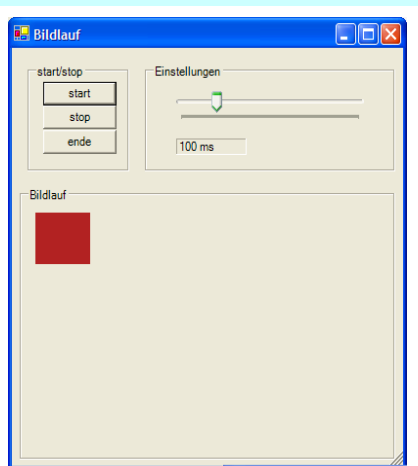 Bildlauf
start/stop
start
stop
ende
Einstellungen
100 ms
Bildlauf